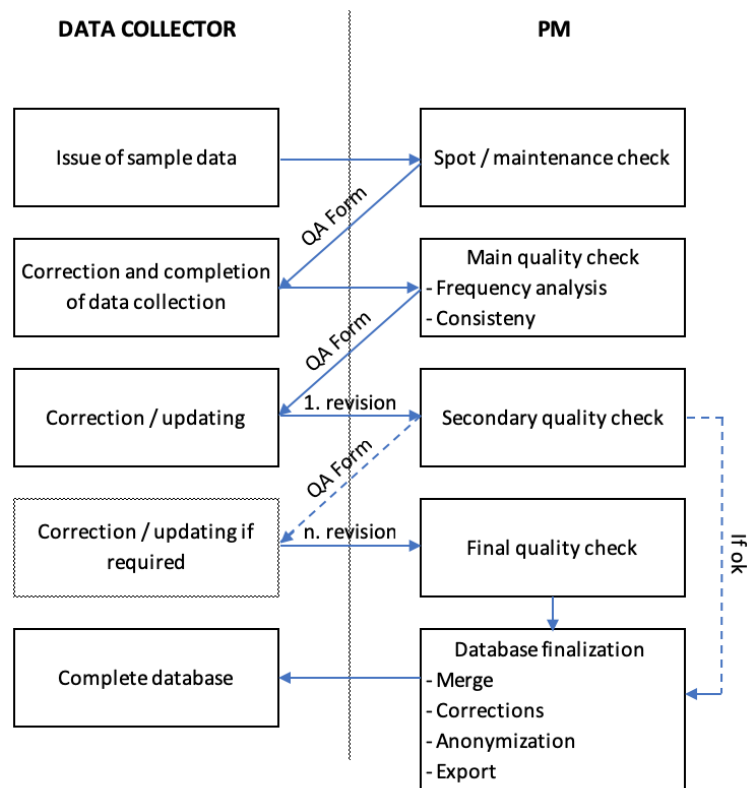 DATA COLLECTOR
PM
Issue of sample data
Spot / maintenance check
QA Form
Correction and completion
of data collection
Main quality check
- Frequency analysis
- Consisteny
QA Form
Correction / updating
1. revision
Secondary quality check
QA Form
Correction / updating if
required
n. revision
Final quality check
If ok
Complete database
Database finalization
- Merge
- Corrections
- Anonymization
- Export